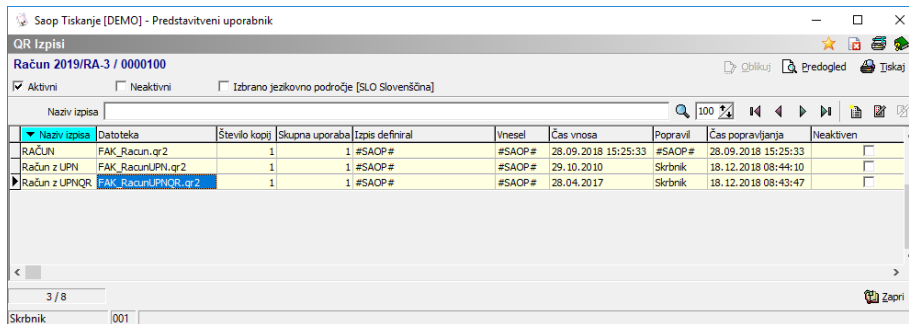 Saop Tiskanje [DEMO] - Predstavitveni uporabnik
QR Izpisi
Račun 2019/RA-3 / 0000100
Oblikuj Predogled Tiskaj
Aktivni Neaktivni Izbrano jezikovno področje [SLO Slovenščina]
Naziv izpisa 100
Naziv izpisa Datoteka Število kopij Skupna uporaba Izpis definiral Vnesel Čas vnosa Popravil Čas popravljanja Neaktiven
RAČUN FAK_Racun.qr2 1 1 #SAOP# #SAOP# 28.09.2018 15:25:33 #SAOP# 28.09.2018 15:25:33
Račun z UPN FAK_RacunUPN.qr2 1 1 #SAOP# #SAOP# 29.10.2010 Skrbnik 18.12.2018 08:44:10
Račun z UPNQR FAK_RacunUPNQR.qr2 1 1 #SAOP# #SAOP# 28.04.2017 Skrbnik 18.12.2018 08:43:47
3 / 8 Zapri
Skrbnik 001